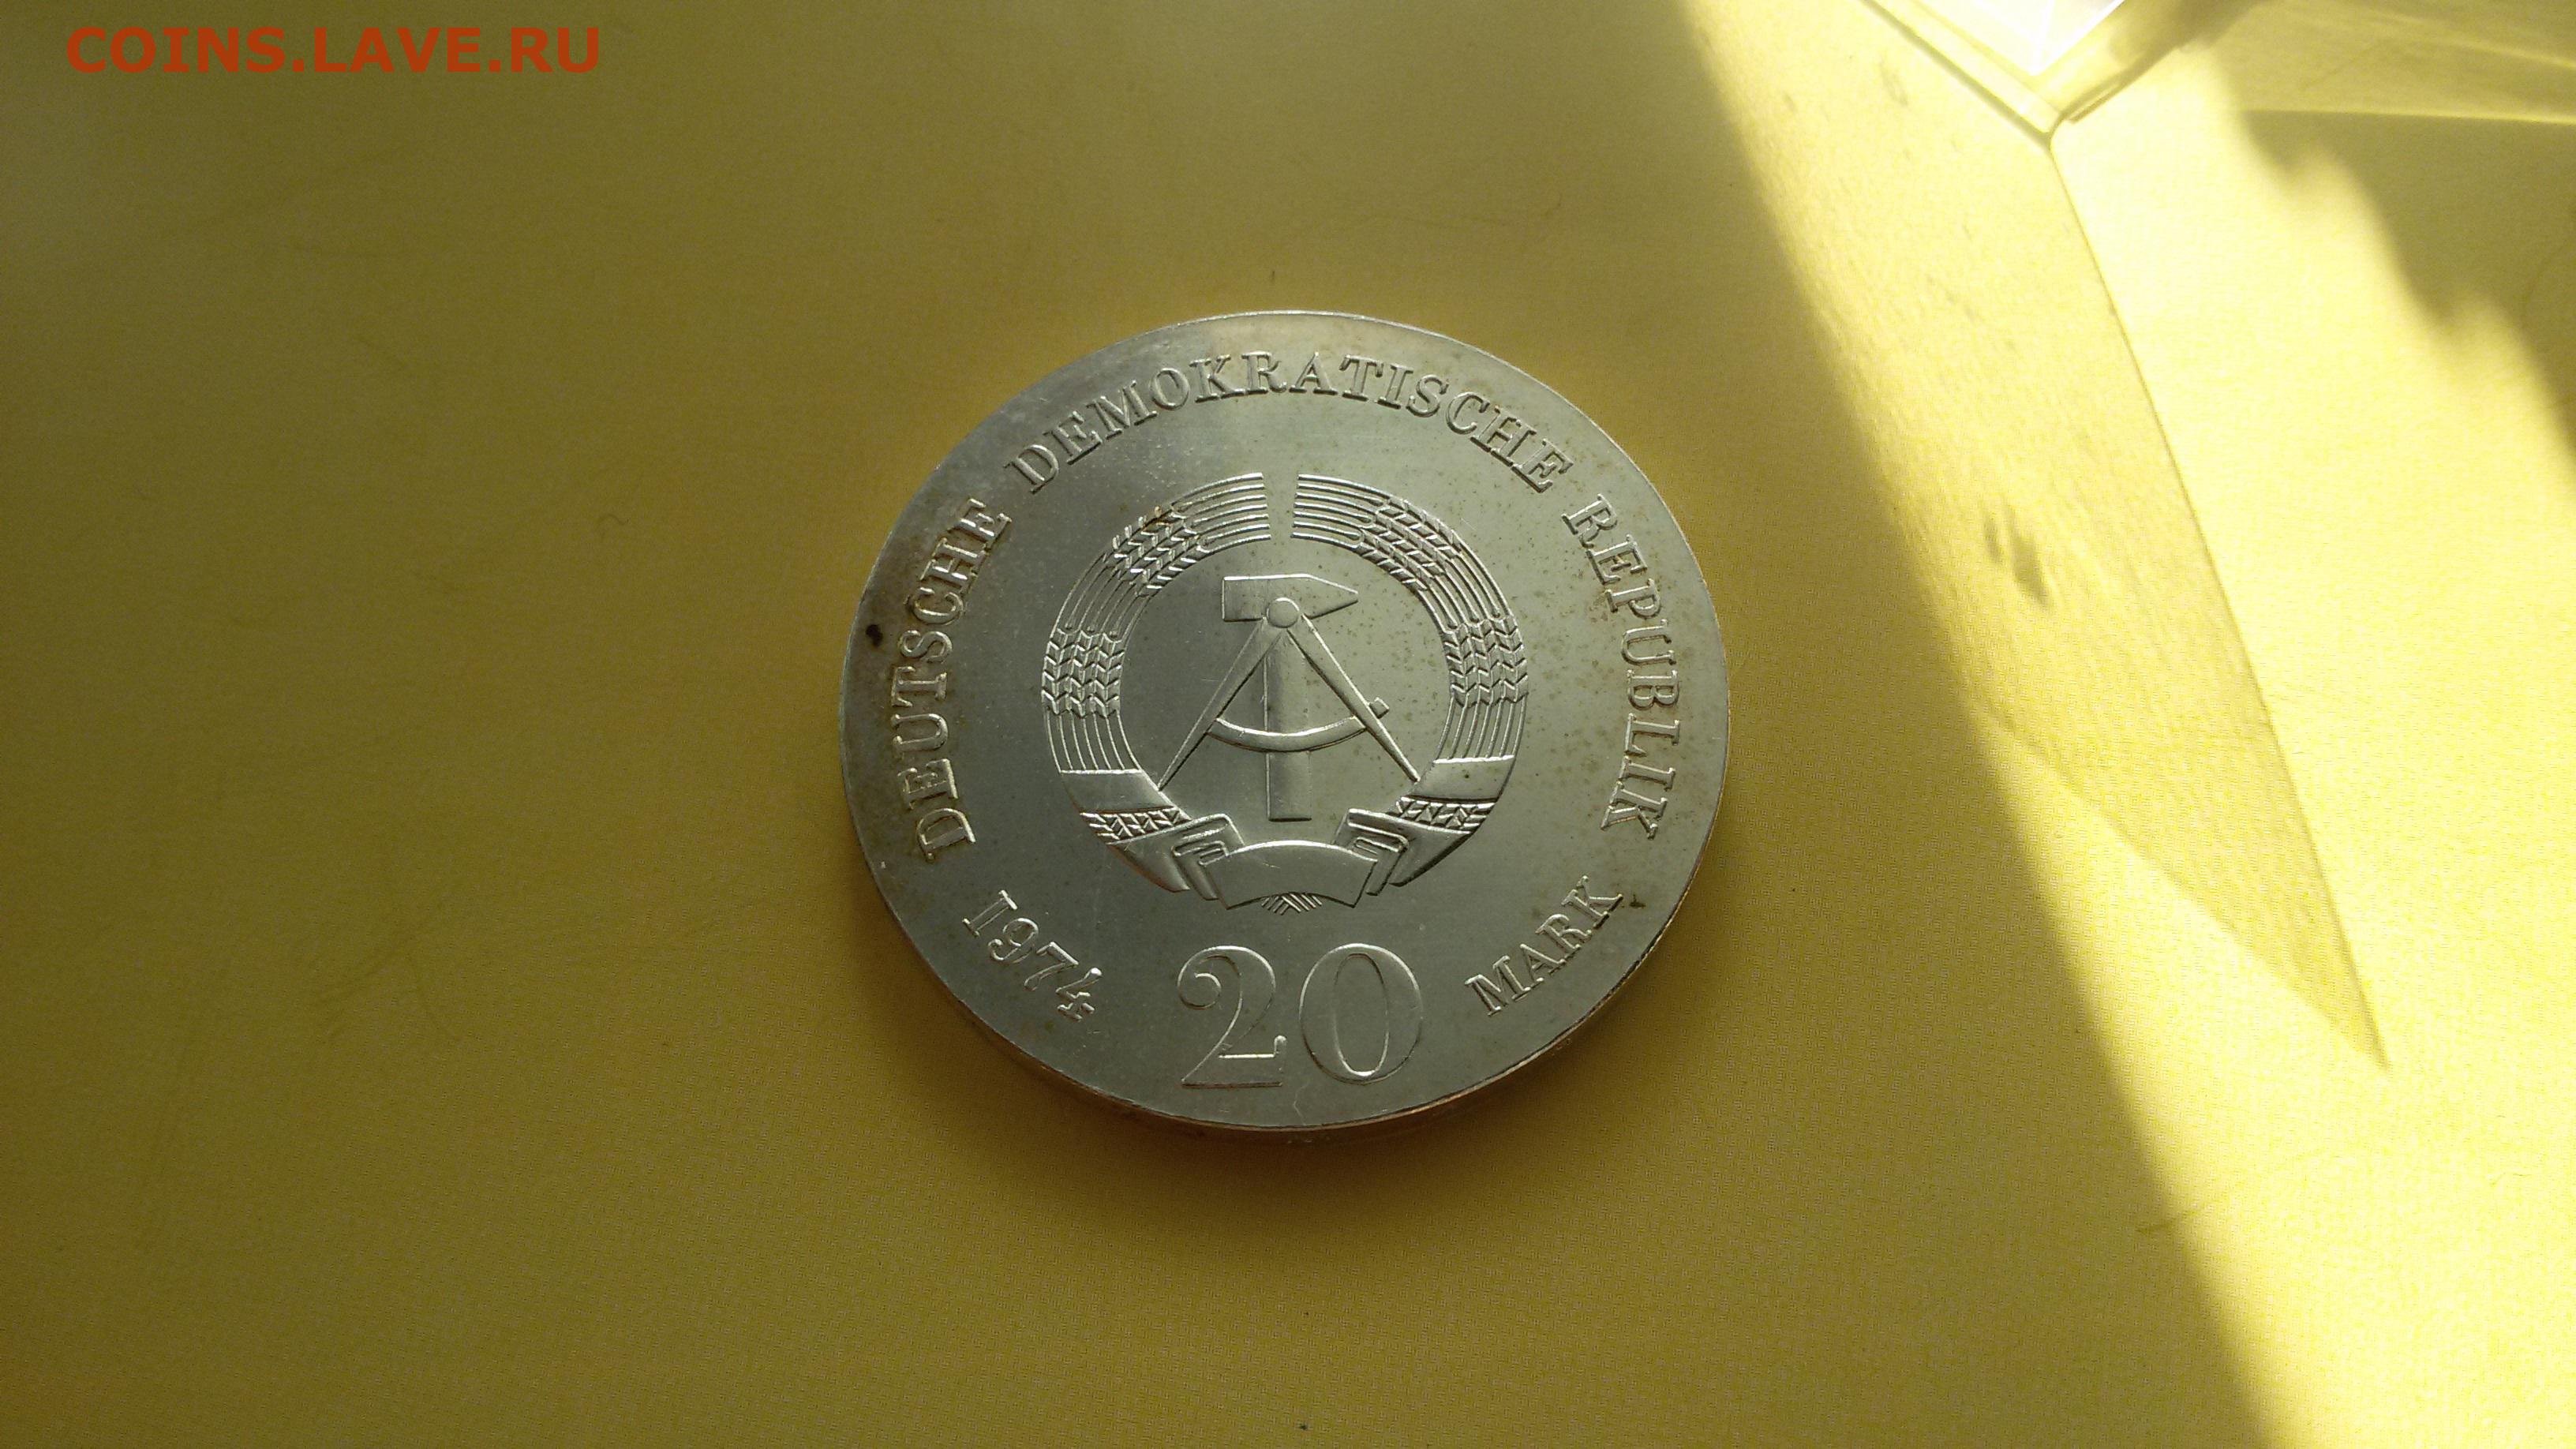 COINS.LAVE.RU
DEUTSCHE DEMOKRATISCHE REPUBLIK
1974 20 MARK